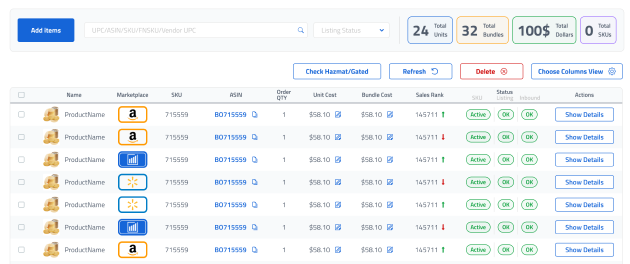 Add items UPC/ASIN/SKU/FNSKU/Vendor UPC Listing Status 24 Total Units 32 Total Bundles 100$ Total Dollars 0 Total SKUs
Check Hazmat/Gated Refresh Delete Choose Columns View
Name Marketplace SKU ASIN Order QTY Unit Cost Bundle Cost Sales Rank Status SKU Listing Inbound Actions
ProductName a 715559 BO715559 1 $58.10 $58.10 145711 Active OK OK Show Details
ProductName a 715559 BO715559 1 $58.10 $58.10 145711 Active OK OK Show Details
ProductName 715559 BO715559 1 $58.10 $58.10 145711 Active OK OK Show Details
ProductName 715559 BO715559 1 $58.10 $58.10 145711 Active OK OK Show Details
ProductName 715559 BO715559 1 $58.10 $58.10 145711 Active OK OK Show Details
ProductName 715559 BO715559 1 $58.10 $58.10 145711 Active OK OK Show Details
ProductName a 715559 BO715559 1 $58.10 $58.10 145711 Active OK OK Show Details